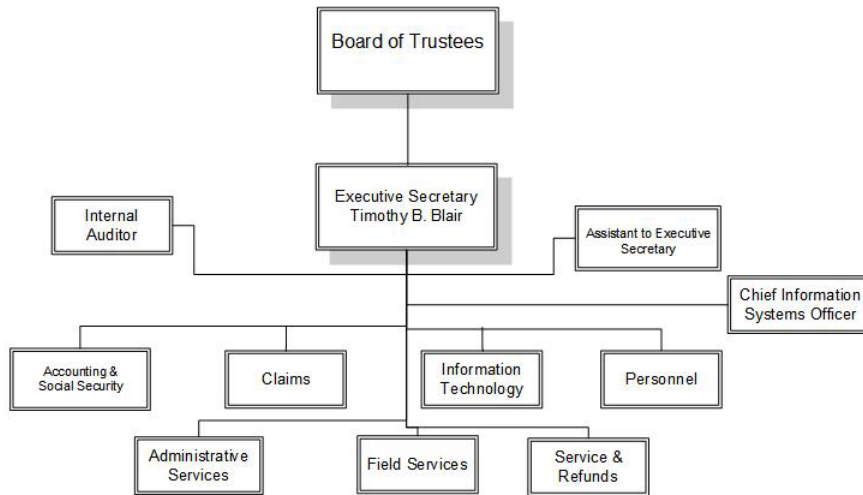 Board of Trustees
Executive Secretary
Timothy B. Blair
Internal
Auditor
Assistant to Executive
Secretary
Chief Information
Systems Officer
Accounting &
Social Security
Claims
Information
Technology
Personnel
Administrative
Services
Field Services
Service &
Refunds